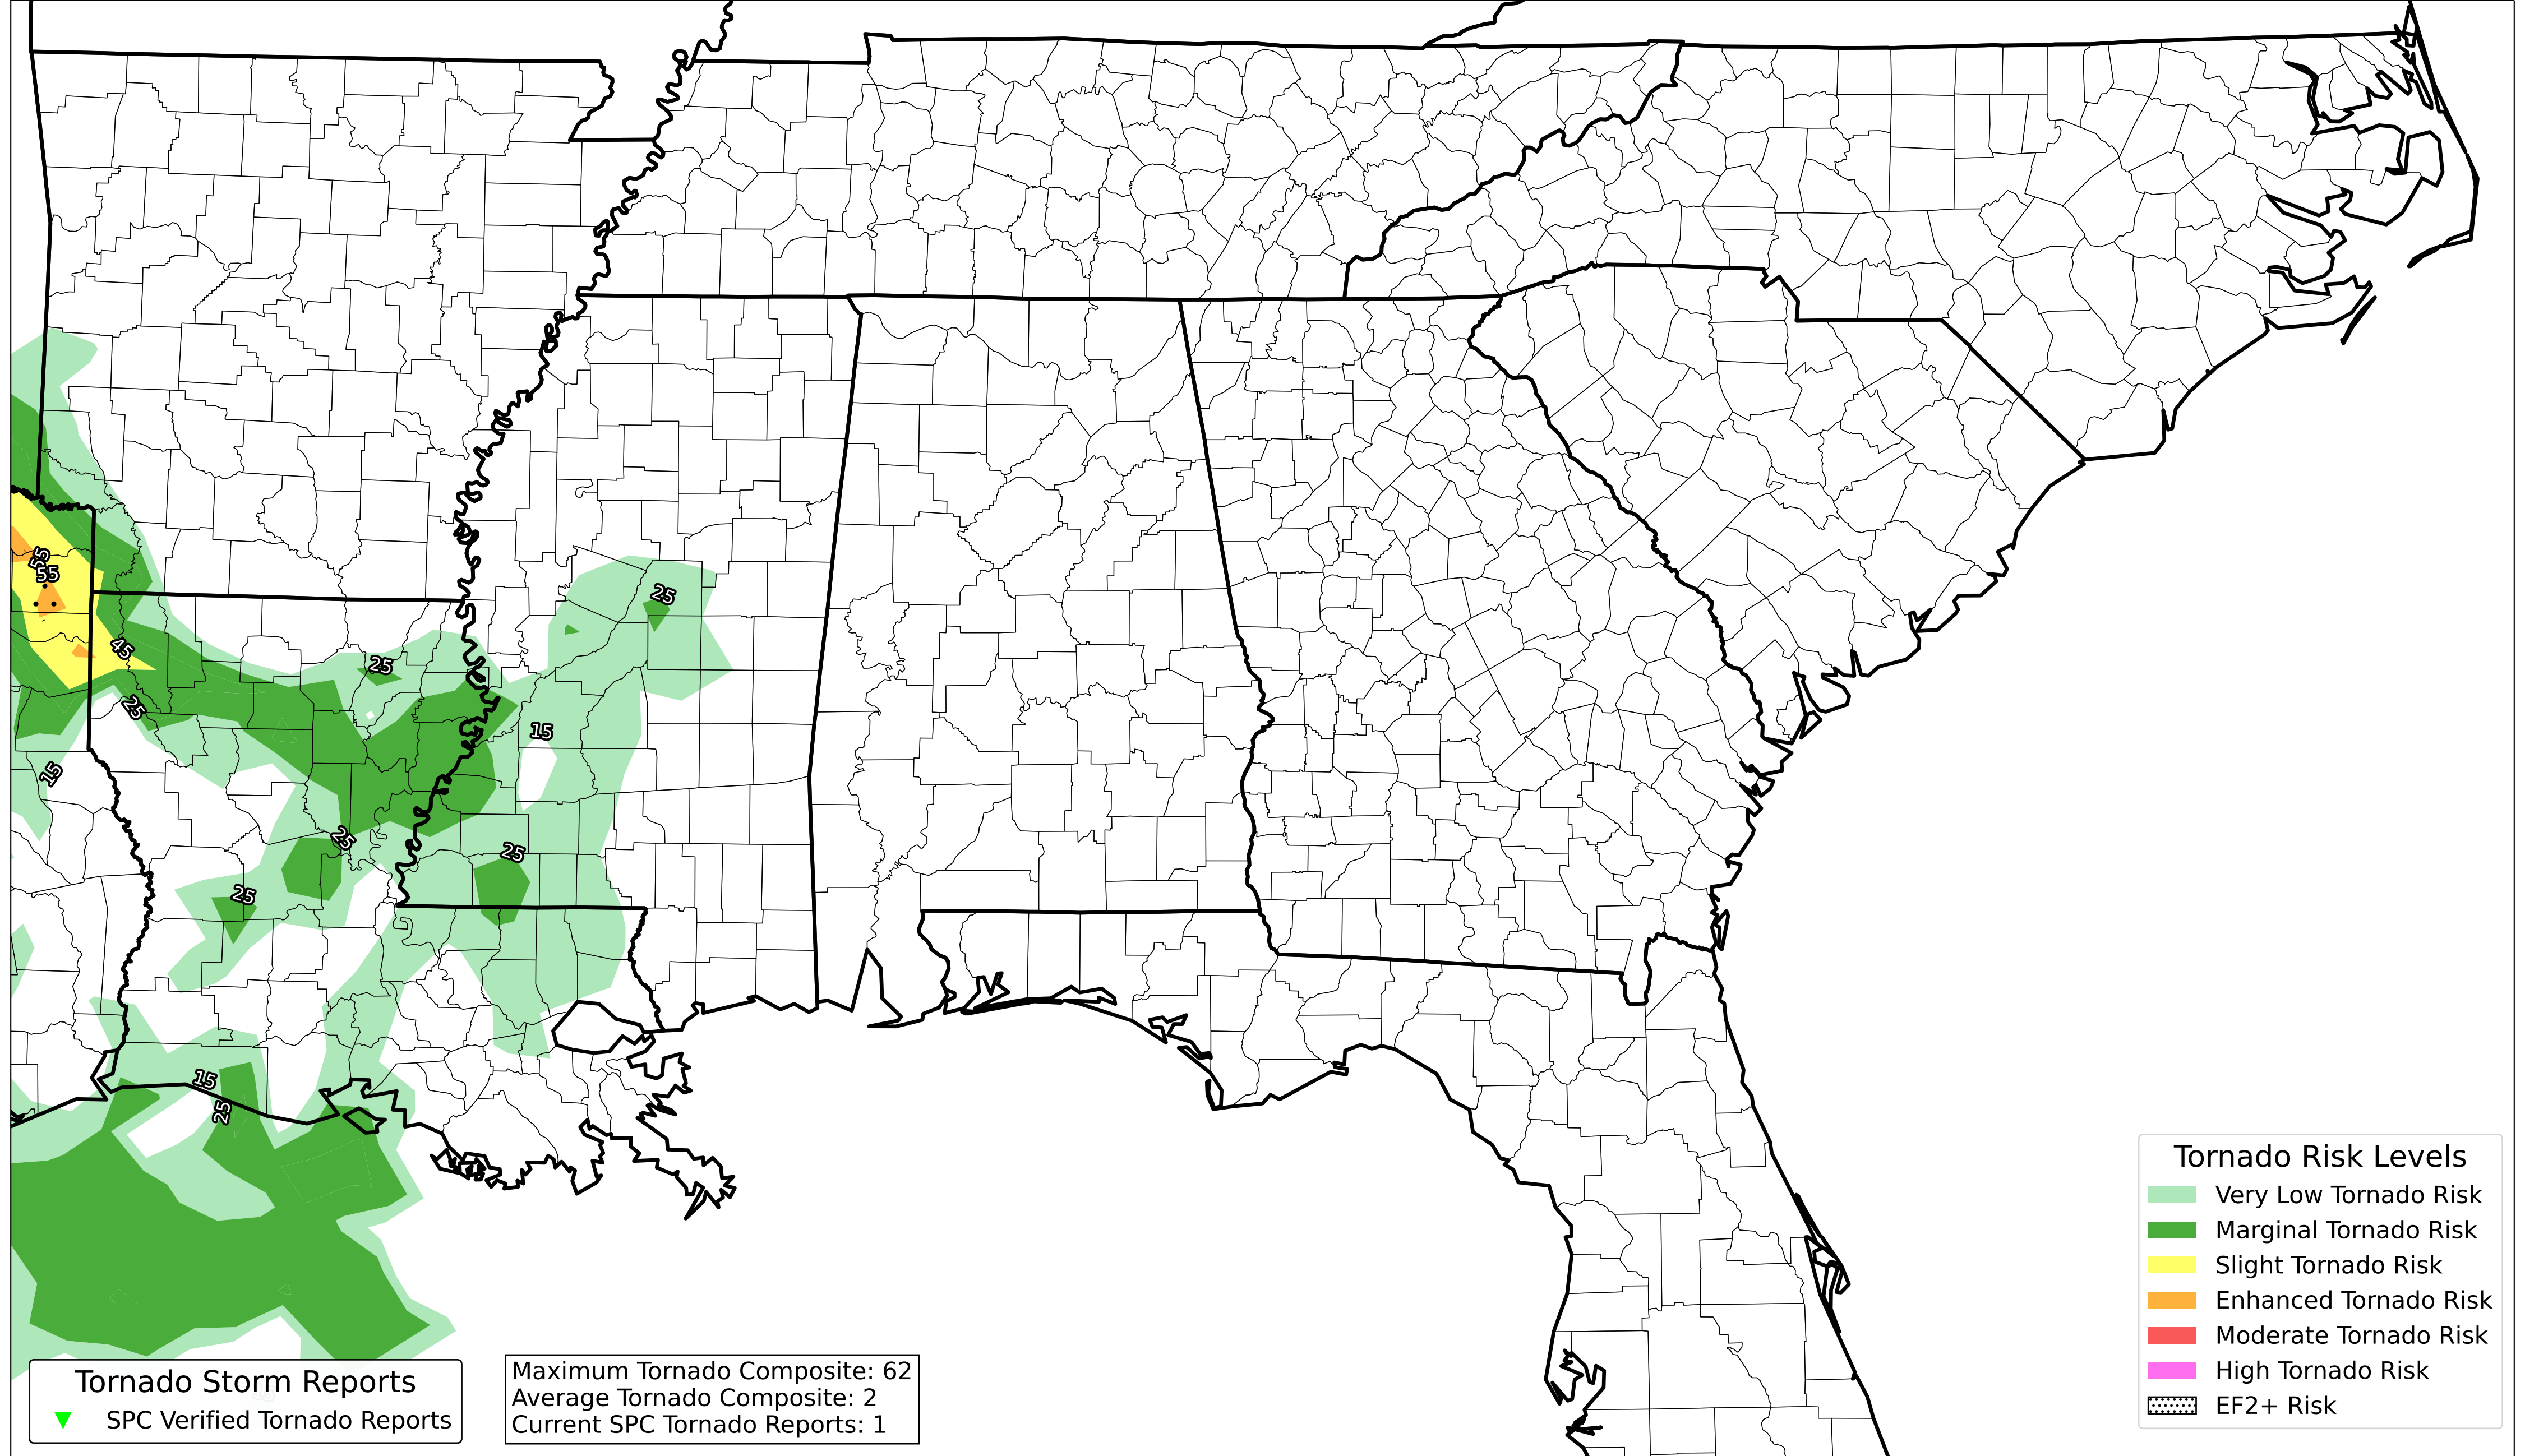 55
55
25
45
25
25
15
15
25
25
25
15
25
Tornado Risk Levels
Very Low Tornado Risk
Marginal Tornado Risk
Slight Tornado Risk
Enhanced Tornado Risk
Moderate Tornado Risk
High Tornado Risk
EF2+ Risk
Tornado Storm Reports
SPC Verified Tornado Reports
Maximum Tornado Composite: 62
Average Tornado Composite: 2
Current SPC Tornado Reports: 1